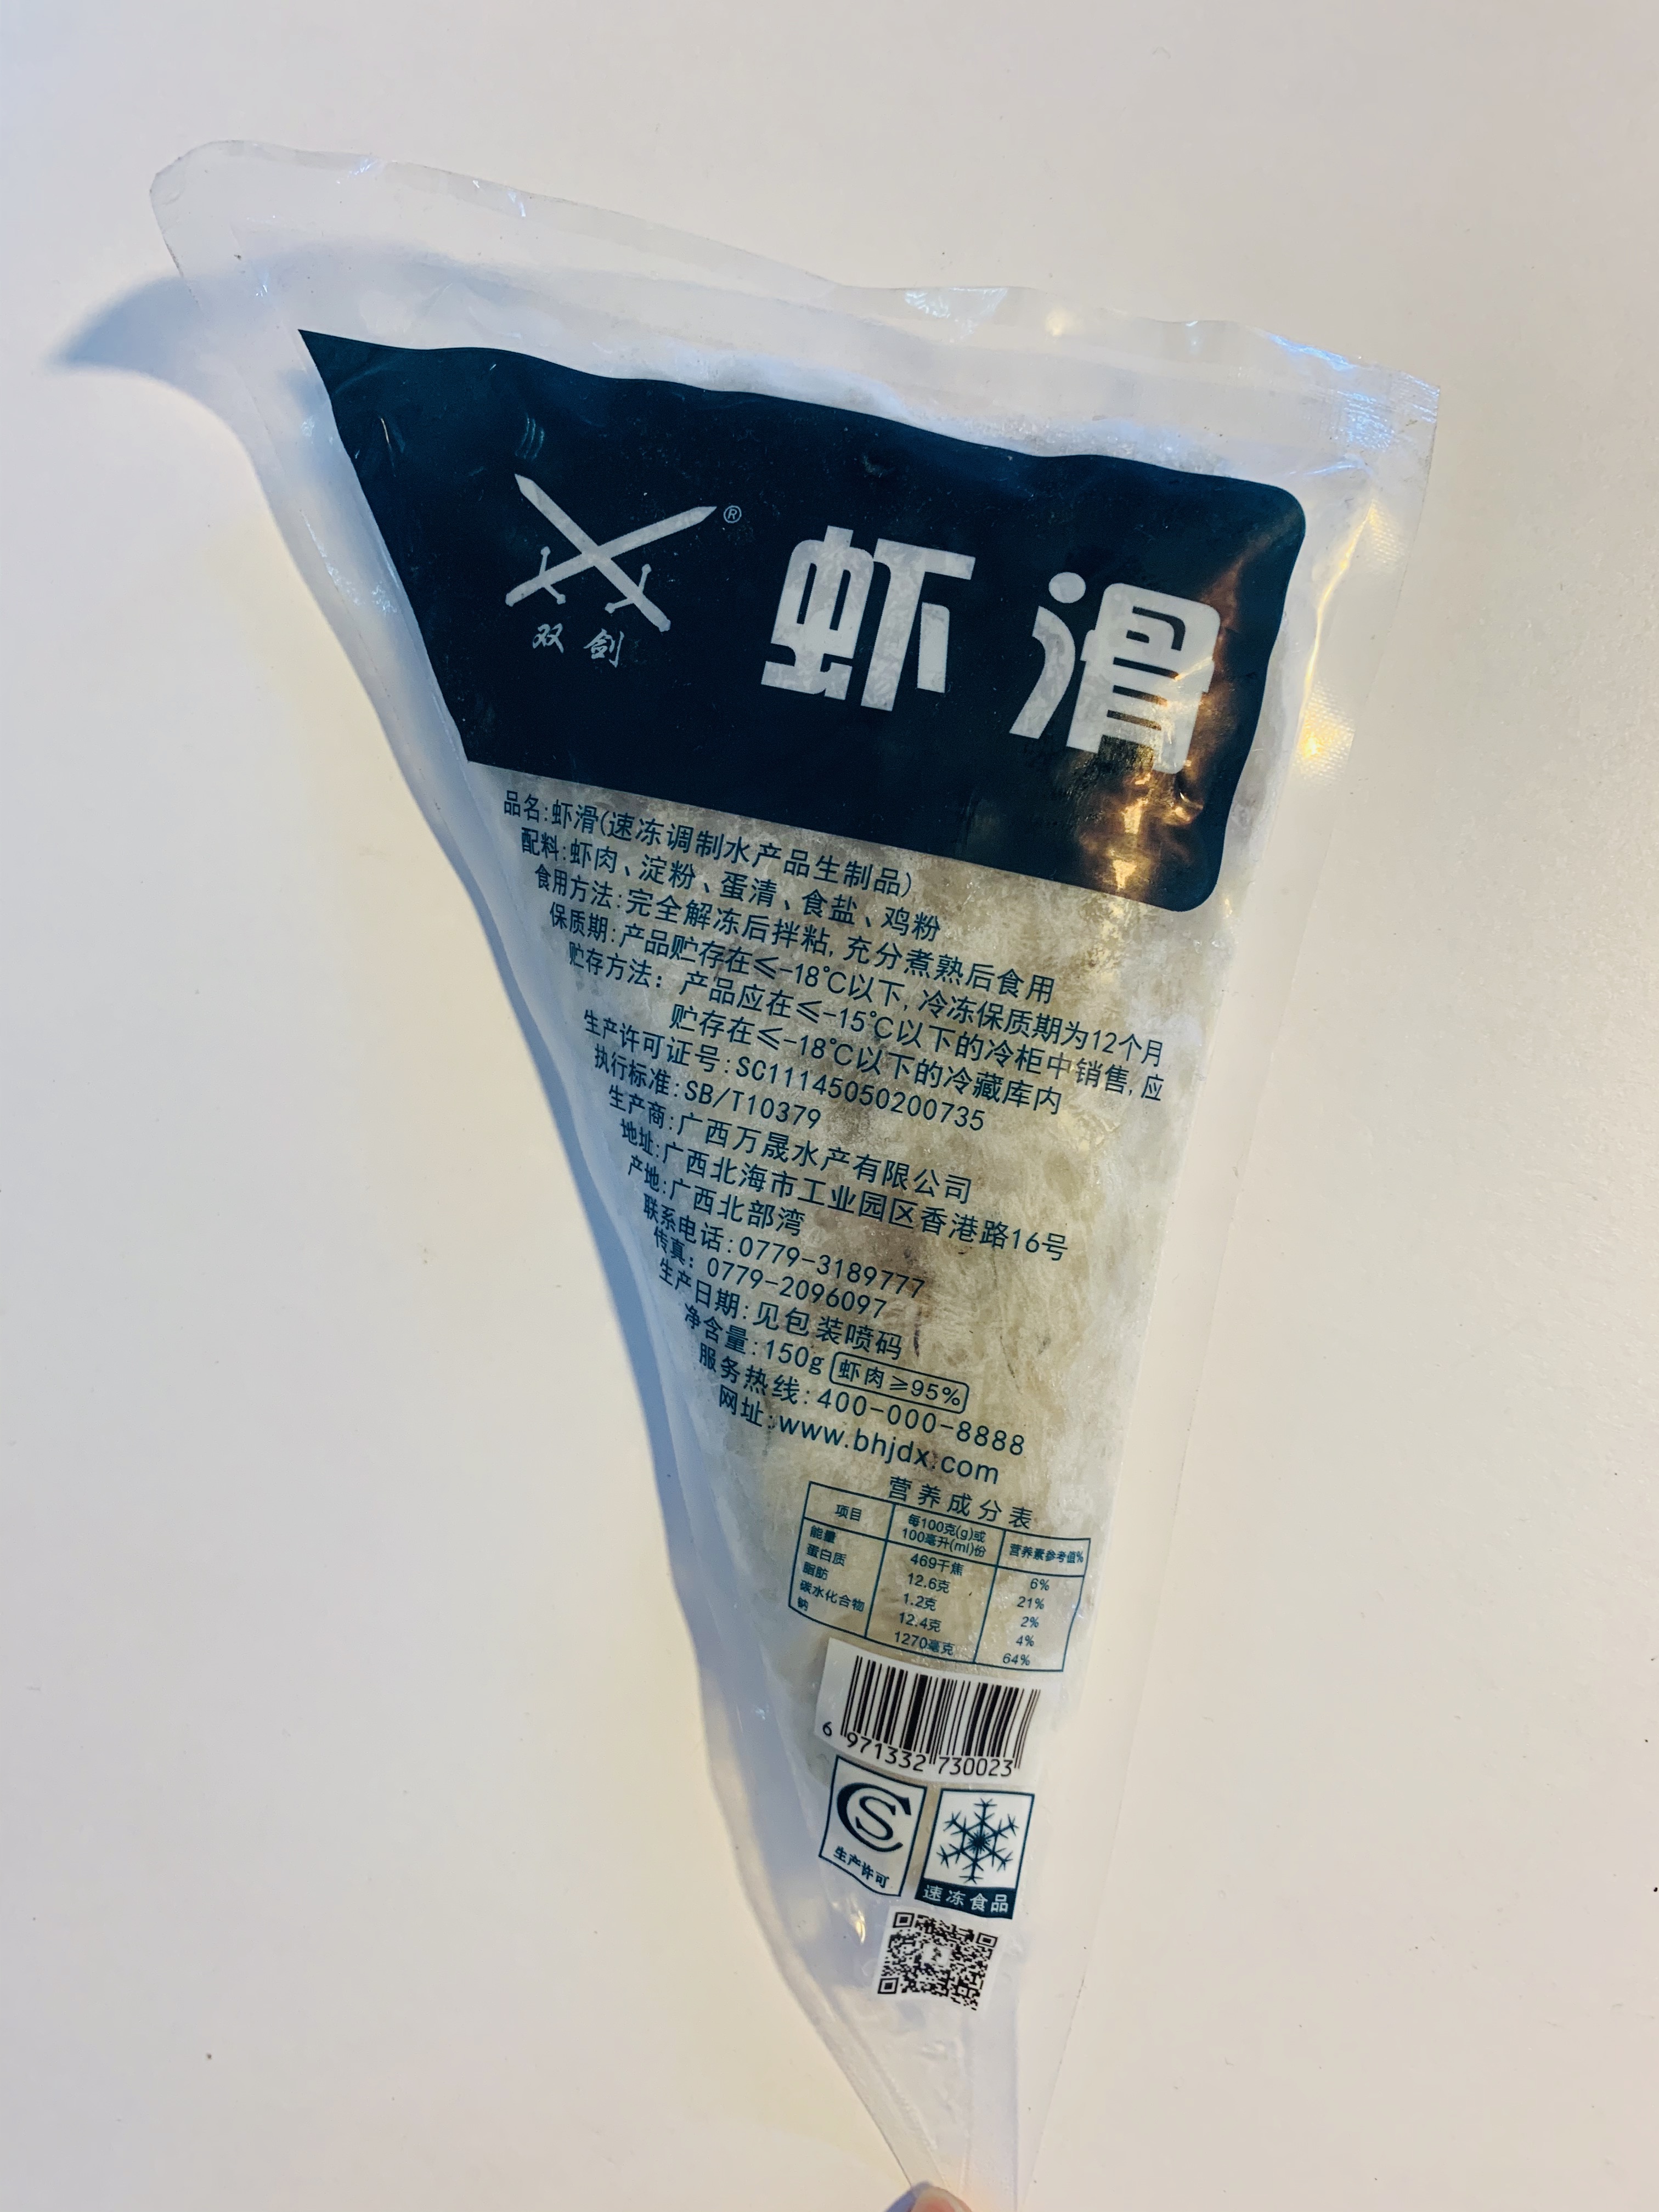 ®
双剑
虾滑
品名:虾滑(速冻调制水产品生制品)
配料:虾肉、淀粉、蛋清、食盐、鸡粉
食用方法:完全解冻后拌粘,充分煮熟后食用
保质期:产品贮存在≤-18℃以下,冷冻保质期为12个月
贮存方法: 产品应在≤-15℃以下的冷柜中销售,应
贮存在≤-18℃以下的冷藏库内
生产许可证号:SC11145050200735
执行标准:SB/T10379
生产商:广西万晟水产有限公司
地址:广西北海市工业园区香港路16号
产地:广西北部湾
联系电话:0779-3189777
传真: 0779-2096097
生产日期:见包装喷码
净含量:150g 虾肉≥95%
服务热线:400-000-8888
网址:www.bhjdx.com
营养成分表
项目 每100克(g)或100毫升(ml)份 营养素参考值%
能量 469千焦 6%
蛋白质 12.6克 21%
脂肪 1.2克 2%
碳水化合物 12.4克 4%
钠 1270毫克 64%
6 971332 730023
SC
生产许可
速冻食品